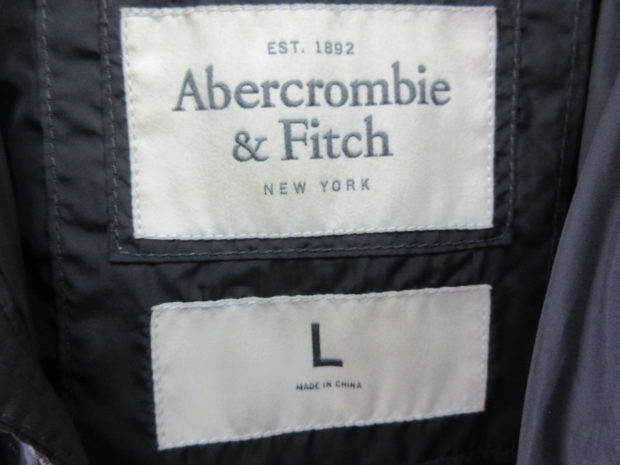 EST. 1892
Abercrombie
& Fitch
NEW YORK
L
MADE IN CHINA